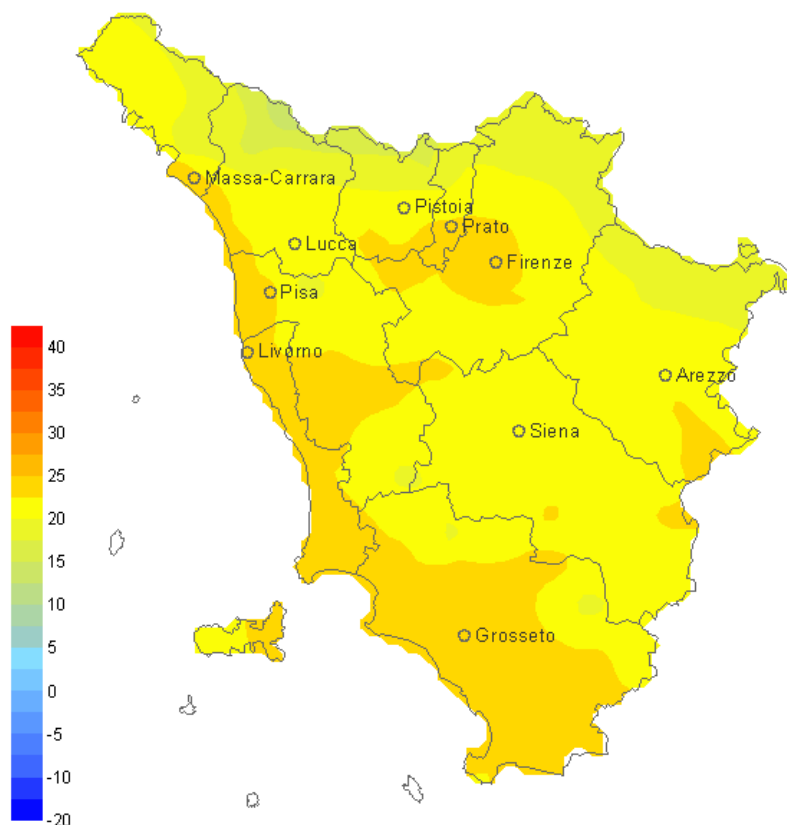 Massa-Carrara
Pistoia
Prato
Lucca
Firenze
Pisa
Livorno
Arezzo
Siena
Grosseto
40
35
30
25
20
15
10
5
0
-5
-10
-20